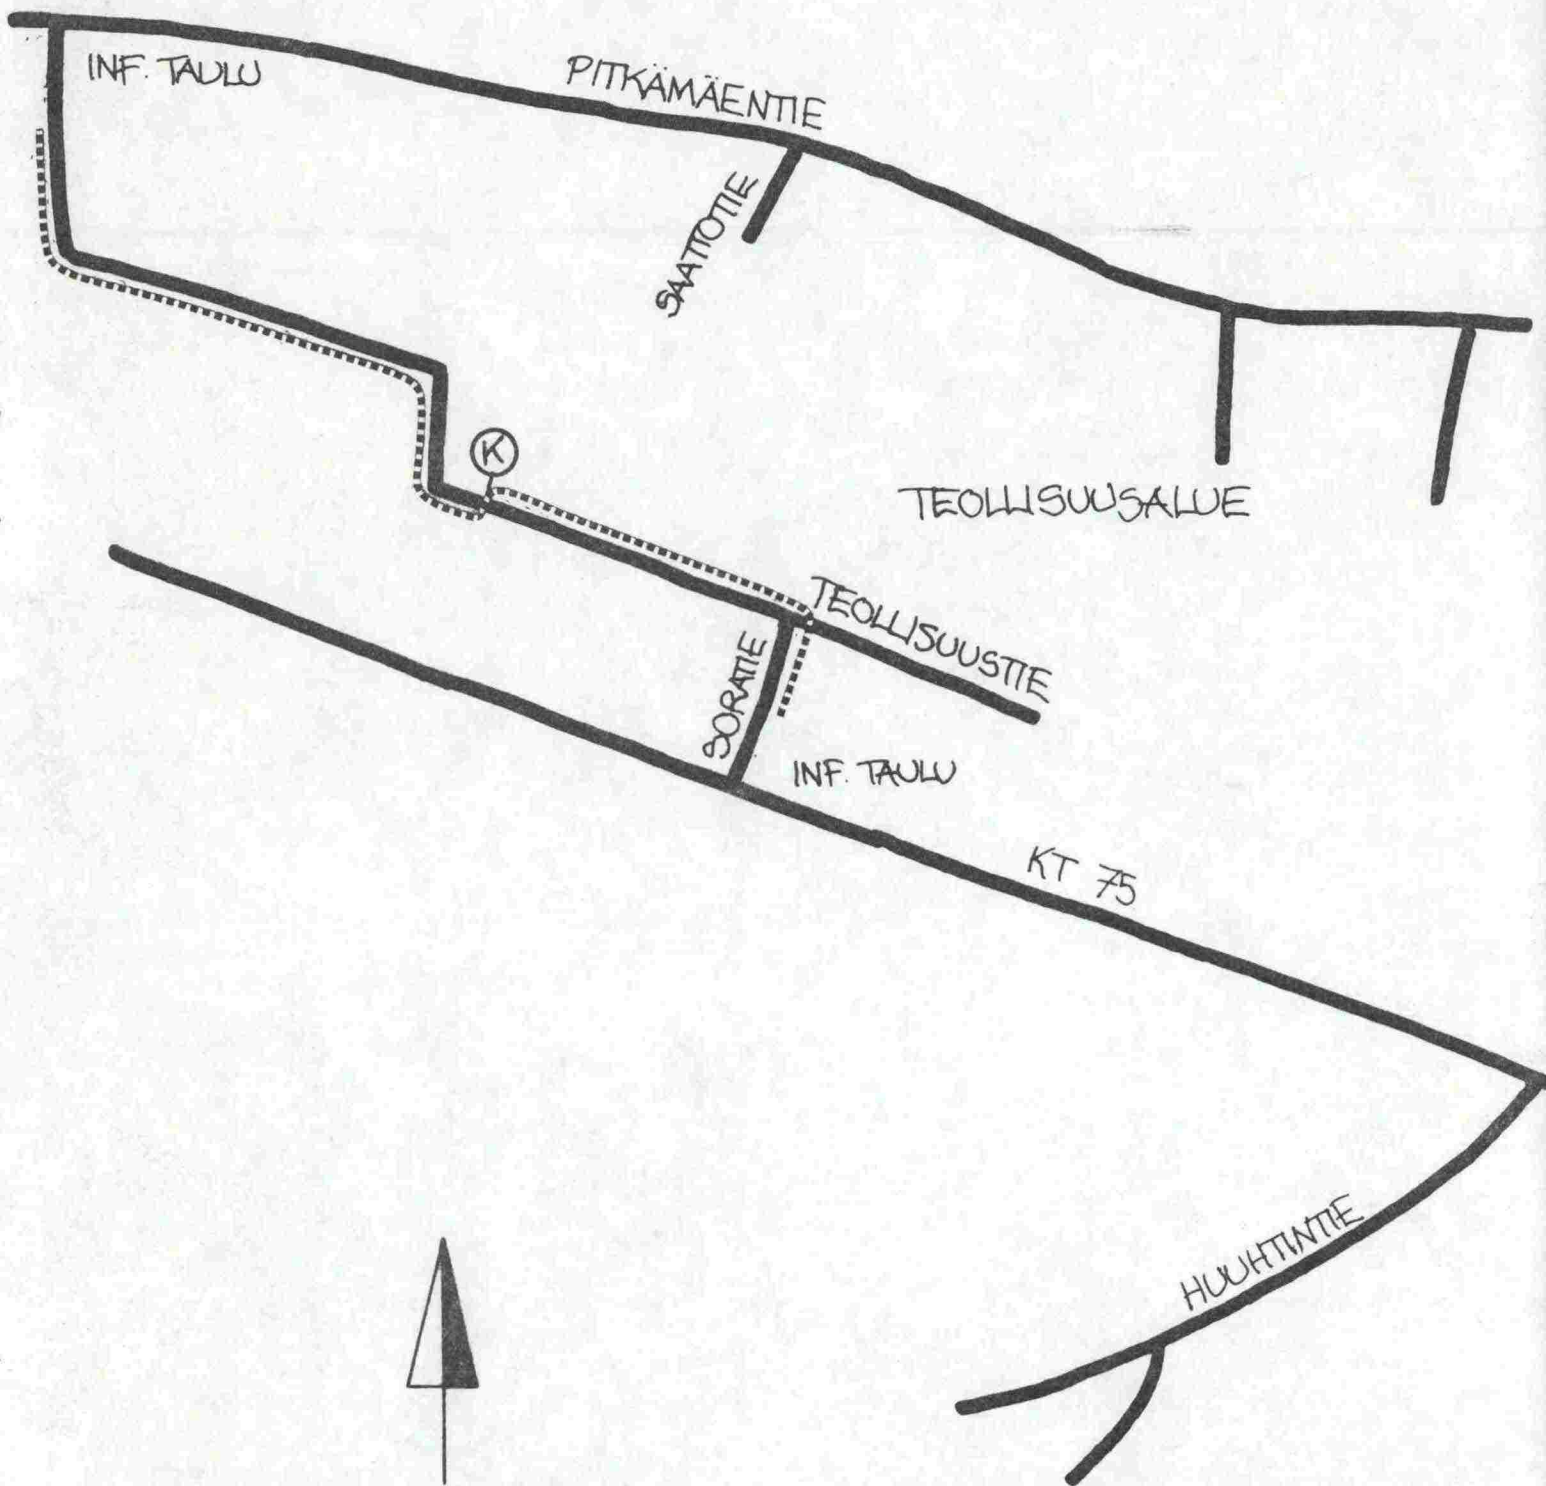 INF. TAULU
PITKÄMÄENTIE
SAATTOTIE
K
TEOLLISUUSALUE
TEOLLISUUSTIE
SORATIE
INF. TAULU
KT 75
HUUHTINTIE